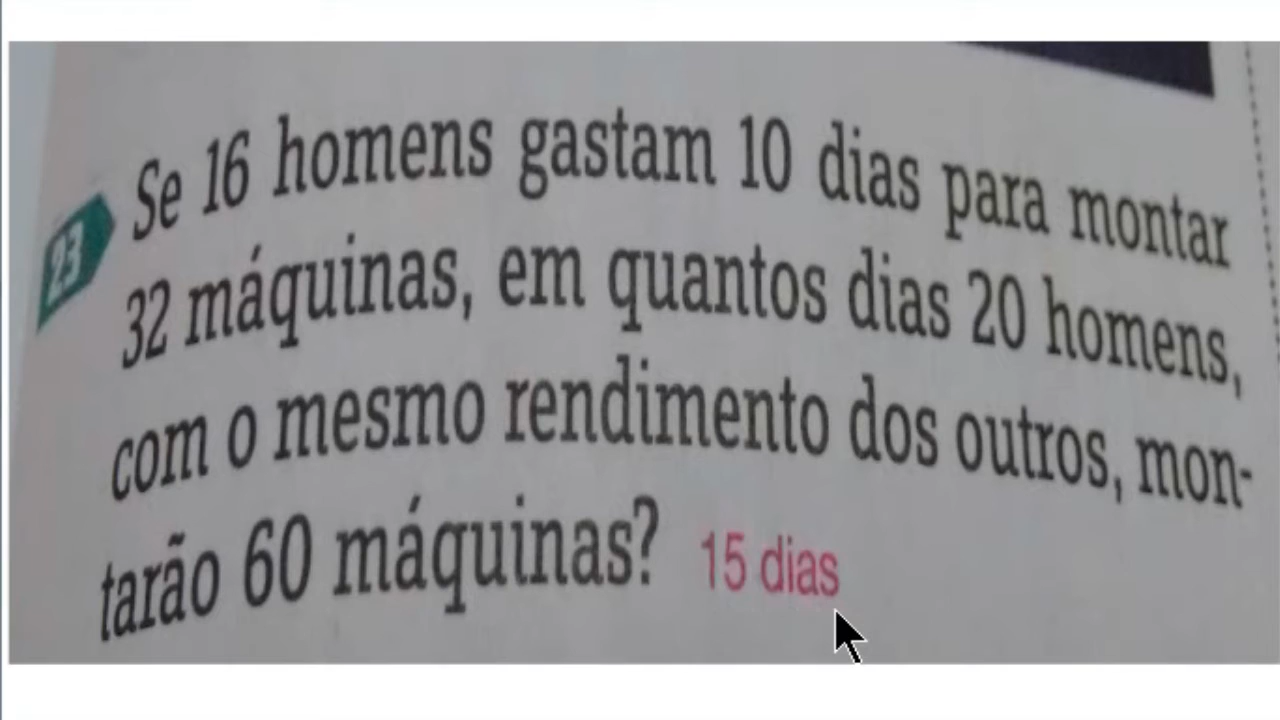 23 Se 16 homens gastam 10 dias para montar
32 máquinas, em quantos dias 20 homens,
com o mesmo rendimento dos outros, mon-
tarão 60 máquinas? 15 dias